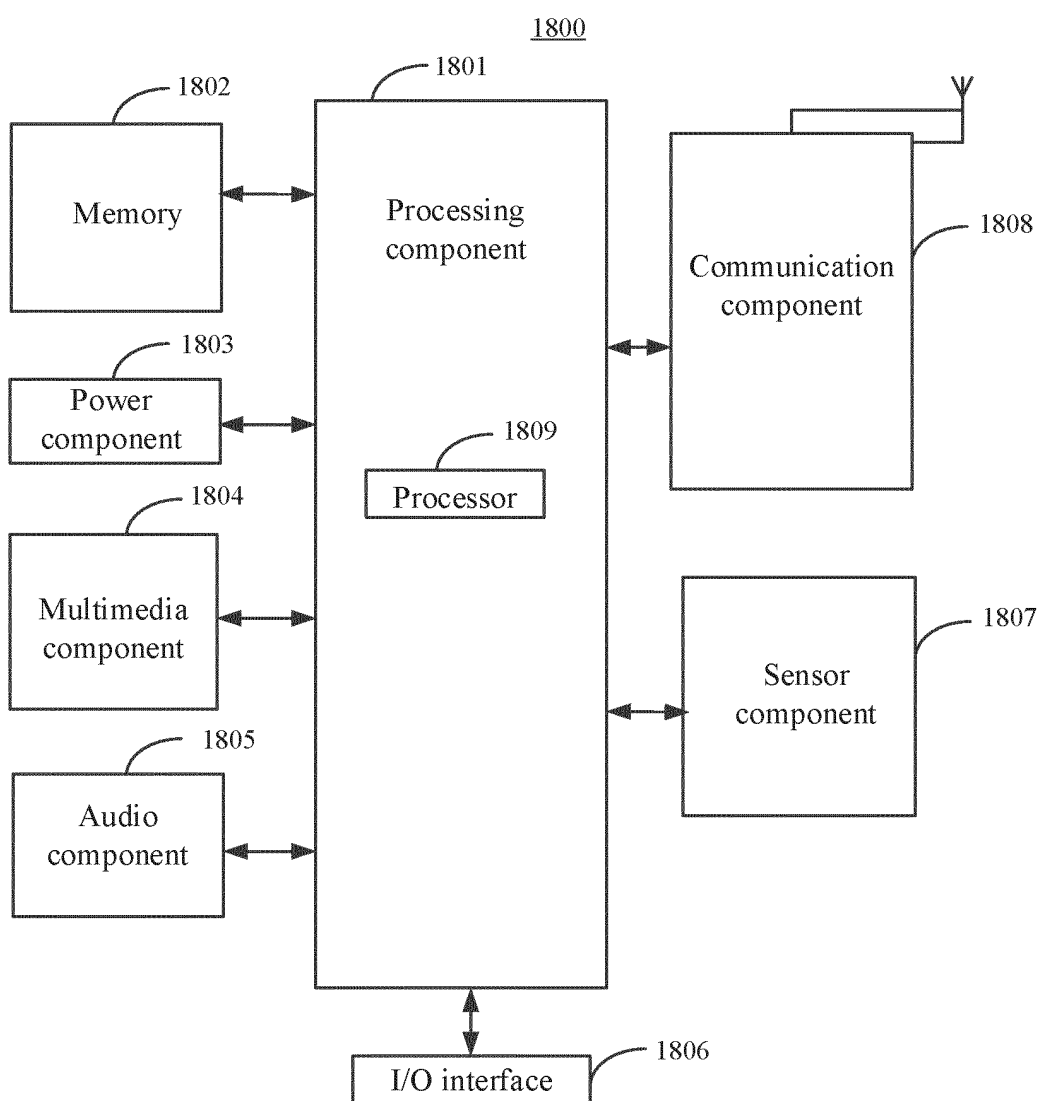 1800
1801
1802
Memory
Processing
component
1808
Communication
component
1803
Power
component
1809
Processor
1804
Multimedia
component
1807
Sensor
component
1805
Audio
component
1806
I/O interface